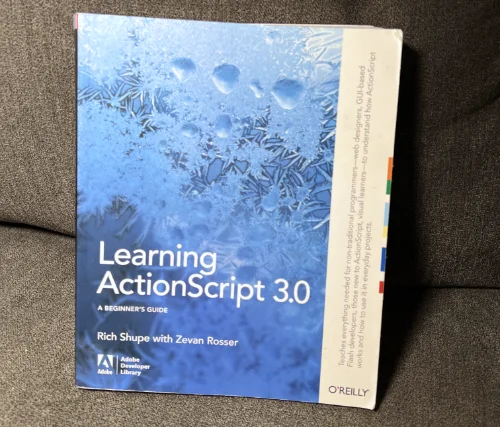 Learning
ActionScript 3.0
A BEGINNER'S GUIDE
Rich Shupe with Zevan Rosser
Adobe
Adobe
Developer
Library
Teaches everything needed for non-traditional programmers—web designers, GUI-based
Flash developers, those new to ActionScript, visual learners—to understand how ActionScript
works and how to use it in everyday projects.
O'REILLY